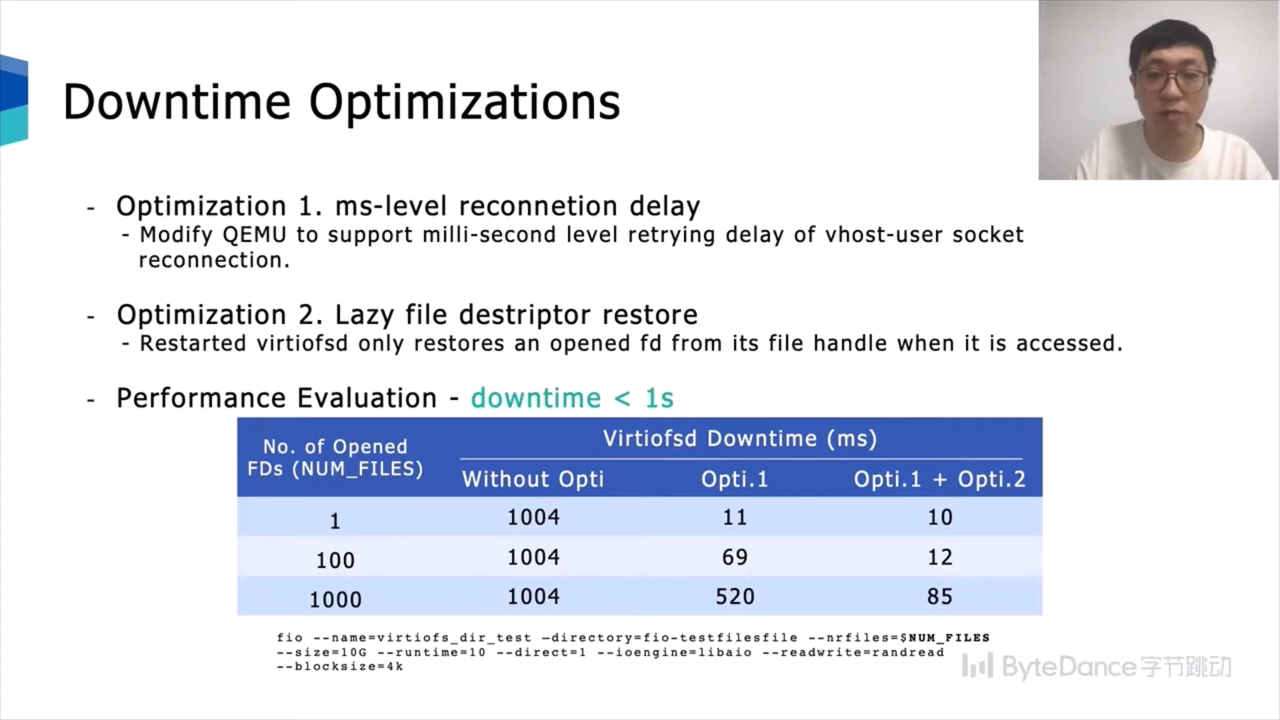 Downtime Optimizations
- Optimization 1. ms-level reconnetion delay
- Modify QEMU to support milli-second level retrying delay of vhost-user socket
reconnection.
- Optimization 2. Lazy file destriptor restore
- Restarted virtiofsd only restores an opened fd from its file handle when it is accessed.
- Performance Evaluation - downtime < 1s
No. of Opened
FDs (NUM_FILES)
Virtiofsd Downtime (ms)
Without Opti Opti.1 Opti.1 + Opti.2
1 1004 11 10
100 1004 69 12
1000 1004 520 85
fio --name=virtiofs_dir_test –directory=fio-testfilesfile --nrfiles=$NUM_FILES
--size=10G --runtime=10 --direct=1 --ioengine=libaio --readwrite=randread
--blocksize=4k
ByteDance字节跳动